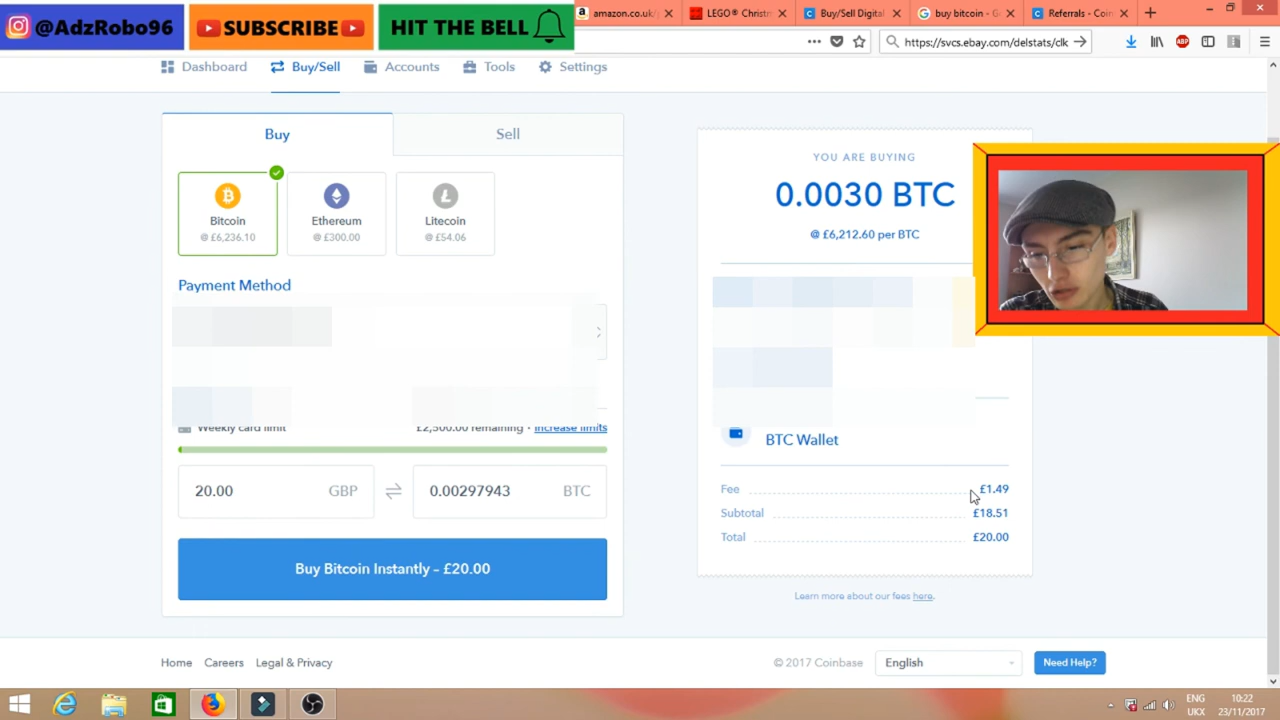 @AdzRobo96
SUBSCRIBE
HIT THE BELL
amazon.co.uk/
LEGO® Christm
Buy/Sell Digital
buy bitcoin - G
Referrals - Coin
https://svcs.ebay.com/delstats/clk
ABP
Dashboard
Buy/Sell
Accounts
Tools
Settings
Buy
Sell
Bitcoin
@ £6,236.10
Ethereum
@ £300.00
Litecoin
@ £54.06
Payment Method
Weekly card limit
£2,500.00 remaining · Increase limits
20.00 GBP
0.00297943 BTC
Buy Bitcoin Instantly – £20.00
YOU ARE BUYING
0.0030 BTC
@ £6,212.60 per BTC
BTC Wallet
Fee £1.49
Subtotal £18.51
Total £20.00
Learn more about our fees here.
Home
Careers
Legal & Privacy
© 2017 Coinbase
English
Need Help?
ENG
UKX
10:22
23/11/2017